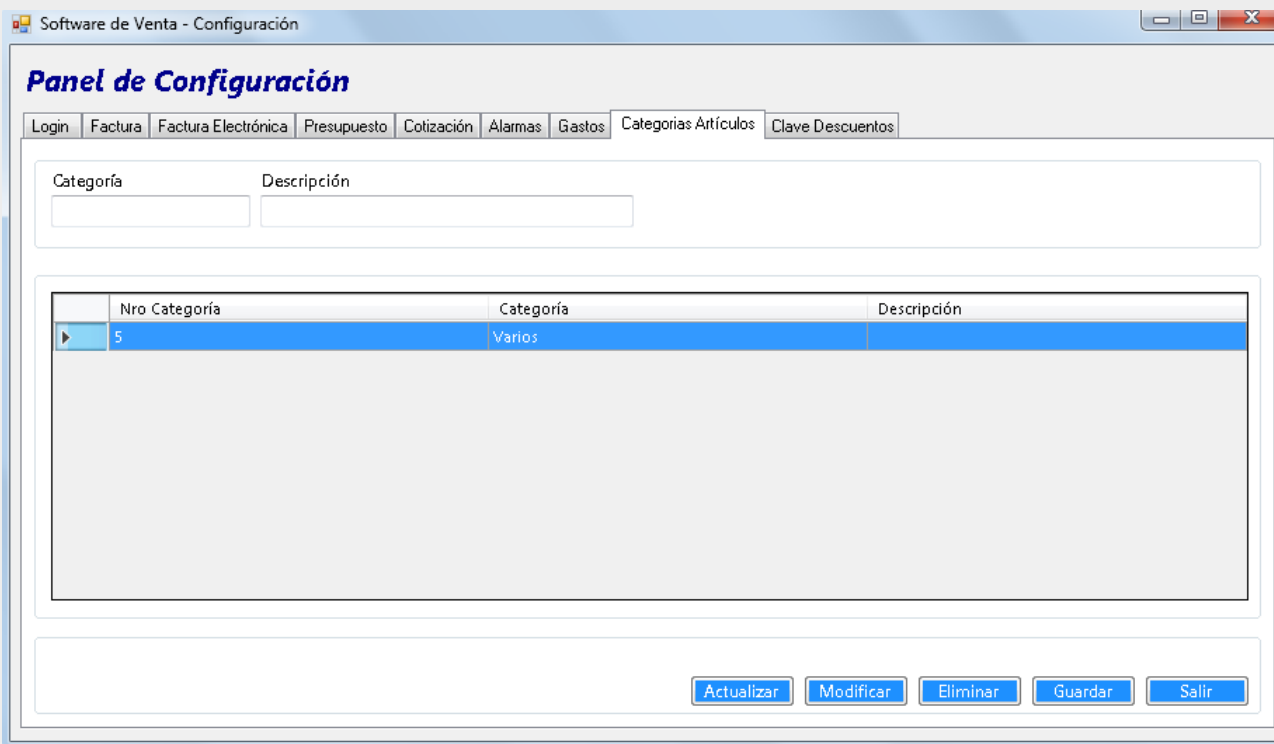 Software de Venta - Configuración
Panel de Configuración
Login Factura Factura Electrónica Presupuesto Cotización Alarmas Gastos Categorias Artículos Clave Descuentos
Categoría Descripción
Nro Categoría Categoría Descripción
5 Varios
Actualizar Modificar Eliminar Guardar Salir